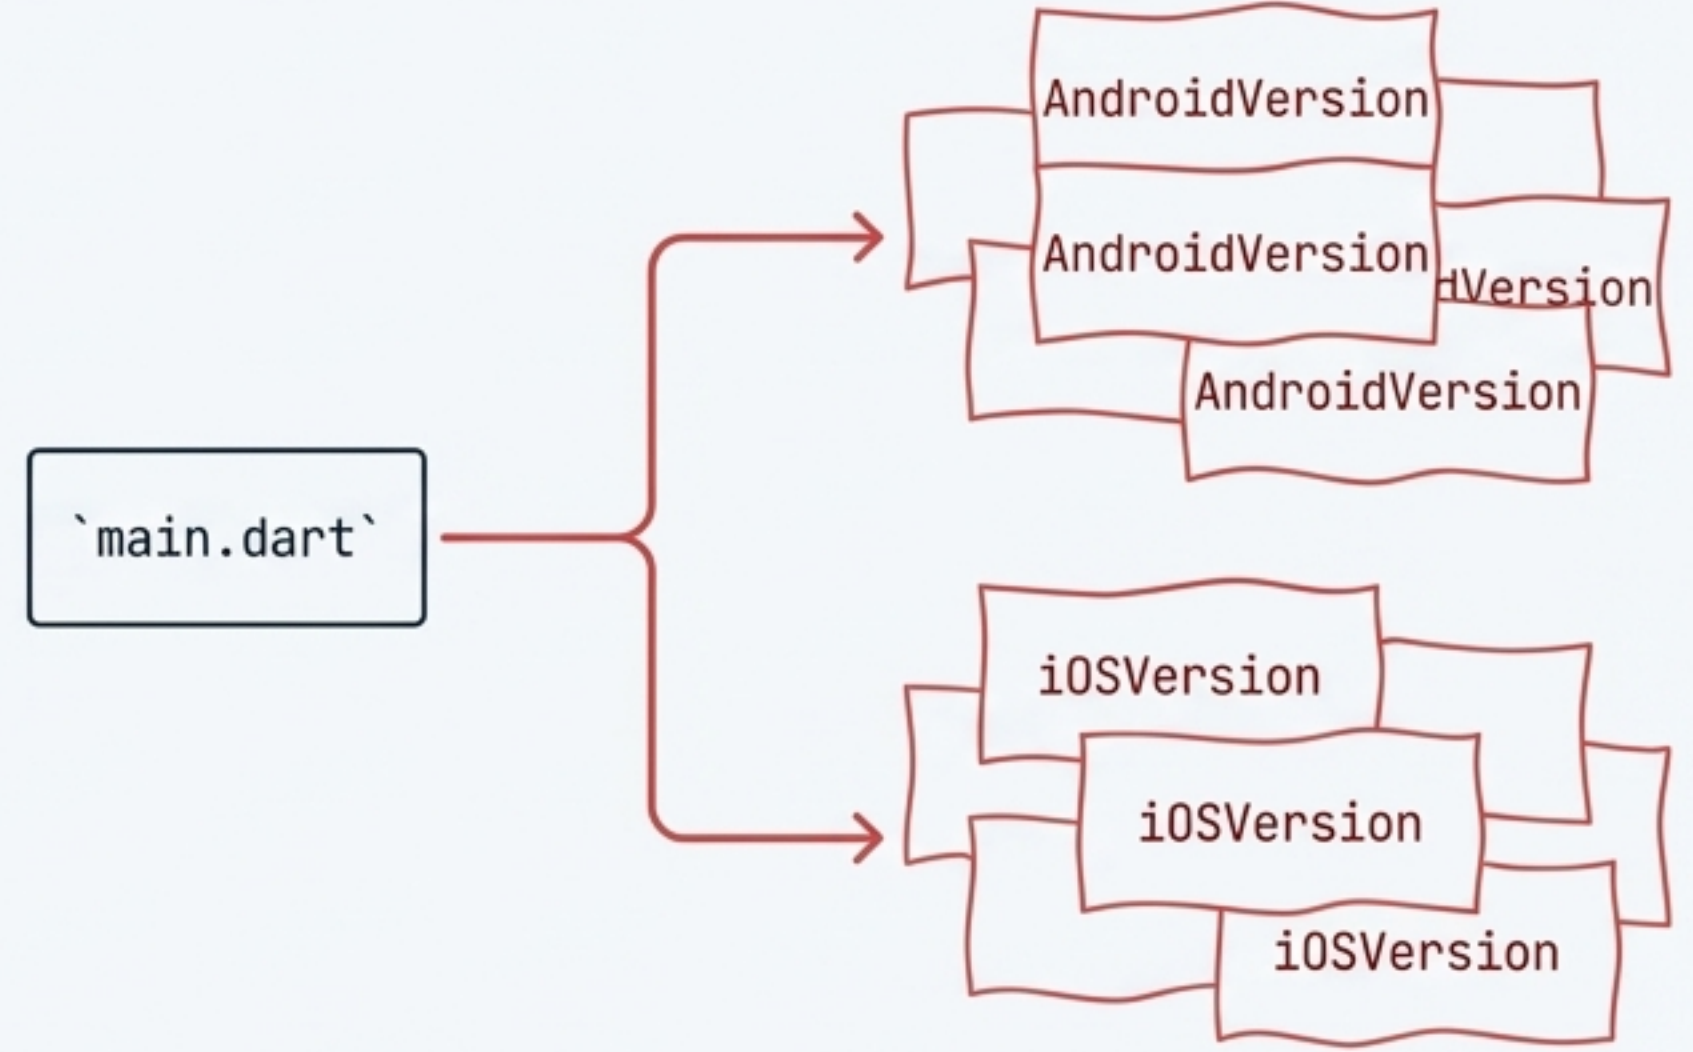 AndroidVersion
AndroidVersion
dVersion
AndroidVersion
`main.dart`
iOSVersion
iOSVersion
iOSVersion